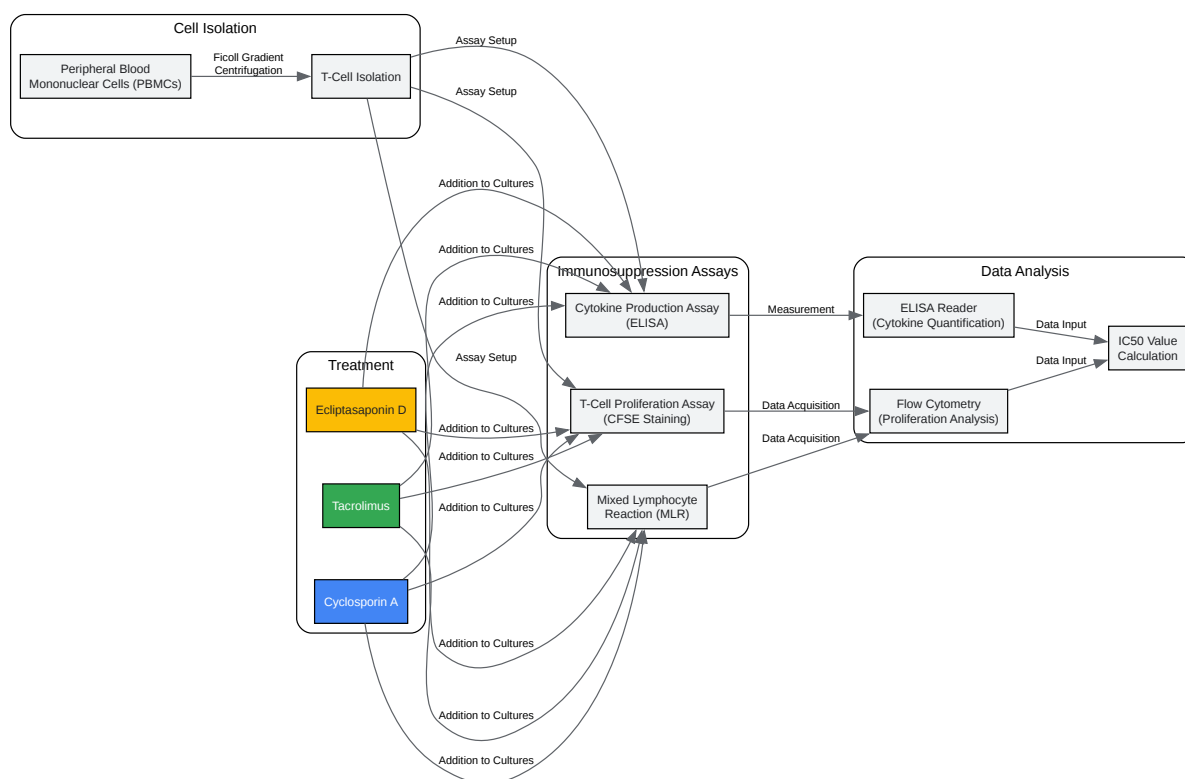 Cell Isolation
Peripheral Blood
Mononuclear Cells (PBMCs)
Ficoll Gradient
Centrifugation
T-Cell Isolation
Assay Setup
Assay Setup
Addition to Cultures
Addition to Cultures
Addition to Cultures
Assay Setup
Addition to Cultures
Addition to Cultures
Addition to Cultures
Addition to Cultures
Addition to Cultures
Addition to Cultures
Treatment
Ecliptasaponin D
Tacrolimus
Cyclosporin A
Immunosuppression Assays
Cytokine Production Assay
(ELISA)
T-Cell Proliferation Assay
(CFSE Staining)
Mixed Lymphocyte
Reaction (MLR)
Measurement
Data Acquisition
Data Acquisition
Data Analysis
ELISA Reader
(Cytokine Quantification)
Flow Cytometry
(Proliferation Analysis)
Data Input
Data Input
IC50 Value
Calculation